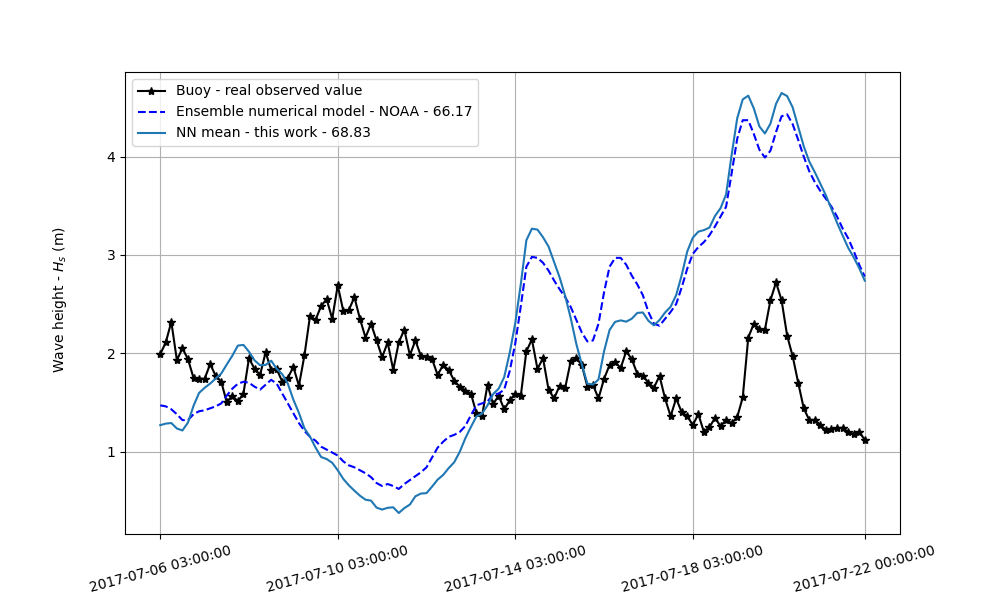 Buoy - real observed value
Ensemble numerical model - NOAA - 66.17
NN mean - this work - 68.83
Wave height - Hₛ (m)
4
3
2
1
2017-07-06 03:00:00
2017-07-10 03:00:00
2017-07-14 03:00:00
2017-07-18 03:00:00
2017-07-22 00:00:00